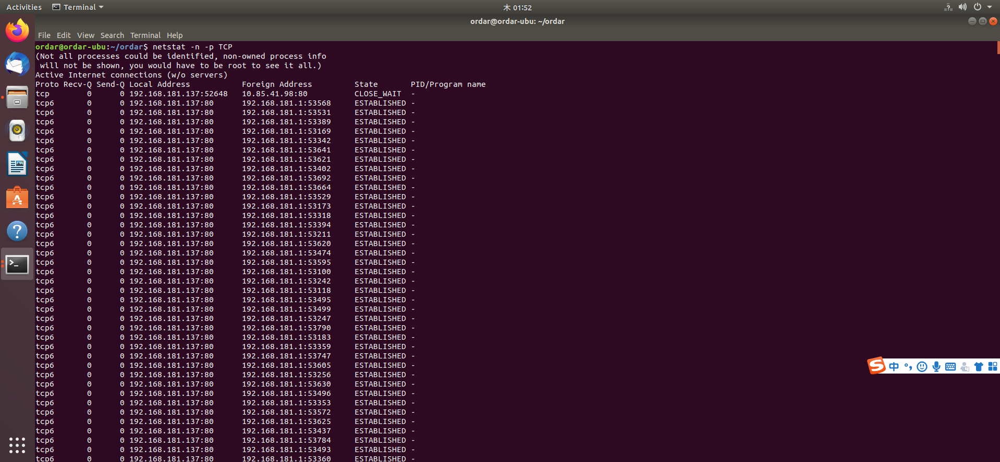 Activities Terminal 木 01:52
ordar@ordar-ubu: ~/ordar
File Edit View Search Terminal Help
ordar@ordar-ubu:~/ordar$ netstat -n -p TCP
(Not all processes could be identified, non-owned process info
will not be shown, you would have to be root to see it all.)
Active Internet connections (w/o servers)
Proto Recv-Q Send-Q Local Address Foreign Address State PID/Program name
tcp 0 0 192.168.181.137:52648 10.85.41.98:80 CLOSE_WAIT -
tcp6 0 0 192.168.181.137:80 192.168.181.1:53568 ESTABLISHED -
tcp6 0 0 192.168.181.137:80 192.168.181.1:53531 ESTABLISHED -
tcp6 0 0 192.168.181.137:80 192.168.181.1:53389 ESTABLISHED -
tcp6 0 0 192.168.181.137:80 192.168.181.1:53169 ESTABLISHED -
tcp6 0 0 192.168.181.137:80 192.168.181.1:53342 ESTABLISHED -
tcp6 0 0 192.168.181.137:80 192.168.181.1:53641 ESTABLISHED -
tcp6 0 0 192.168.181.137:80 192.168.181.1:53621 ESTABLISHED -
tcp6 0 0 192.168.181.137:80 192.168.181.1:53402 ESTABLISHED -
tcp6 0 0 192.168.181.137:80 192.168.181.1:53692 ESTABLISHED -
tcp6 0 0 192.168.181.137:80 192.168.181.1:53664 ESTABLISHED -
tcp6 0 0 192.168.181.137:80 192.168.181.1:53529 ESTABLISHED -
tcp6 0 0 192.168.181.137:80 192.168.181.1:53173 ESTABLISHED -
tcp6 0 0 192.168.181.137:80 192.168.181.1:53318 ESTABLISHED -
tcp6 0 0 192.168.181.137:80 192.168.181.1:53394 ESTABLISHED -
tcp6 0 0 192.168.181.137:80 192.168.181.1:53211 ESTABLISHED -
tcp6 0 0 192.168.181.137:80 192.168.181.1:53620 ESTABLISHED -
tcp6 0 0 192.168.181.137:80 192.168.181.1:53474 ESTABLISHED -
tcp6 0 0 192.168.181.137:80 192.168.181.1:53595 ESTABLISHED -
tcp6 0 0 192.168.181.137:80 192.168.181.1:53100 ESTABLISHED -
tcp6 0 0 192.168.181.137:80 192.168.181.1:53242 ESTABLISHED -
tcp6 0 0 192.168.181.137:80 192.168.181.1:53118 ESTABLISHED -
tcp6 0 0 192.168.181.137:80 192.168.181.1:53495 ESTABLISHED -
tcp6 0 0 192.168.181.137:80 192.168.181.1:53499 ESTABLISHED -
tcp6 0 0 192.168.181.137:80 192.168.181.1:53247 ESTABLISHED -
tcp6 0 0 192.168.181.137:80 192.168.181.1:53790 ESTABLISHED -
tcp6 0 0 192.168.181.137:80 192.168.181.1:53183 ESTABLISHED -
tcp6 0 0 192.168.181.137:80 192.168.181.1:53359 ESTABLISHED -
tcp6 0 0 192.168.181.137:80 192.168.181.1:53747 ESTABLISHED -
tcp6 0 0 192.168.181.137:80 192.168.181.1:53605 ESTABLISHED -
tcp6 0 0 192.168.181.137:80 192.168.181.1:53256 ESTABLISHED -
tcp6 0 0 192.168.181.137:80 192.168.181.1:53630 ESTABLISHED -
tcp6 0 0 192.168.181.137:80 192.168.181.1:53496 ESTABLISHED -
tcp6 0 0 192.168.181.137:80 192.168.181.1:53353 ESTABLISHED -
tcp6 0 0 192.168.181.137:80 192.168.181.1:53572 ESTABLISHED -
tcp6 0 0 192.168.181.137:80 192.168.181.1:53625 ESTABLISHED -
tcp6 0 0 192.168.181.137:80 192.168.181.1:53437 ESTABLISHED -
tcp6 0 0 192.168.181.137:80 192.168.181.1:53784 ESTABLISHED -
tcp6 0 0 192.168.181.137:80 192.168.181.1:53493 ESTABLISHED -
tcp6 0 0 192.168.181.137:80 192.168.181.1:53360 ESTABLISHED -
中